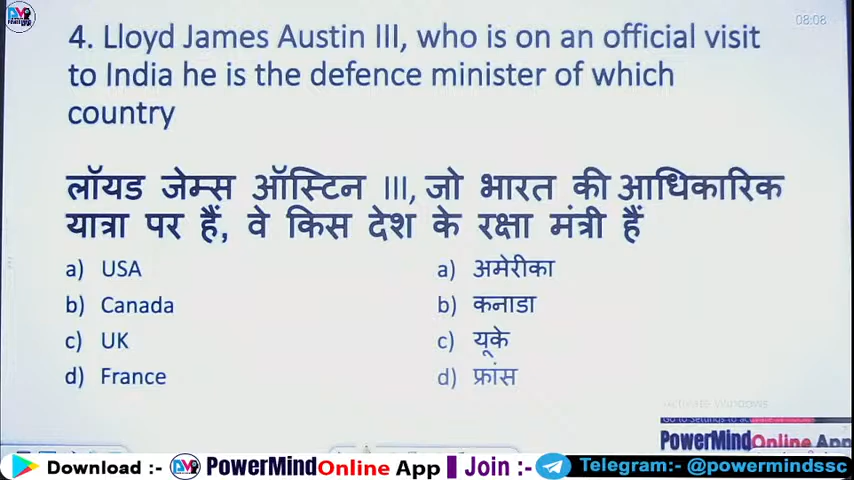 08:08
4. Lloyd James Austin III, who is on an official visit
to India he is the defence minister of which
country
लॉयड जेम्स ऑस्टिन III, जो भारत की आधिकारिक
यात्रा पर हैं, वे किस देश के रक्षा मंत्री हैं
a) USA
b) Canada
c) UK
d) France
a) अमेरीका
b) कनाडा
c) यूके
d) फ्रांस
Activate Windows
PowerMindOnline App
Download :- PowerMindOnline App Join :- Telegram:- @powermindssc